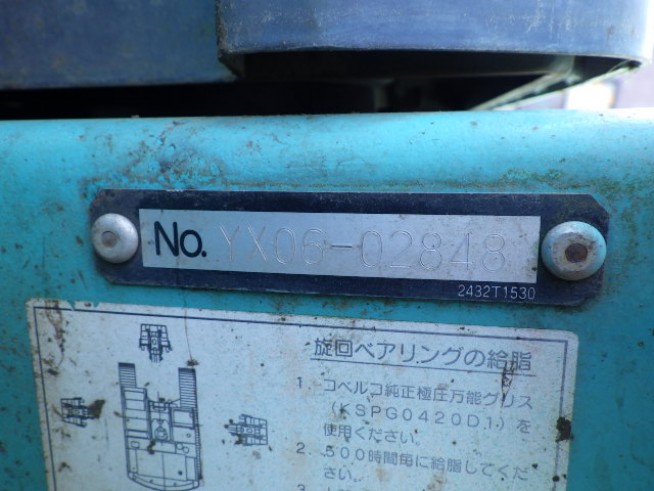 No. YX06-02848
2432T1530
旋回ベアリングの給脂
1. コベルコ純正極圧万能グリス
(KSPG0420D1)を
使用ください。
2. 500時間毎に給脂してくだ
さい。
3.